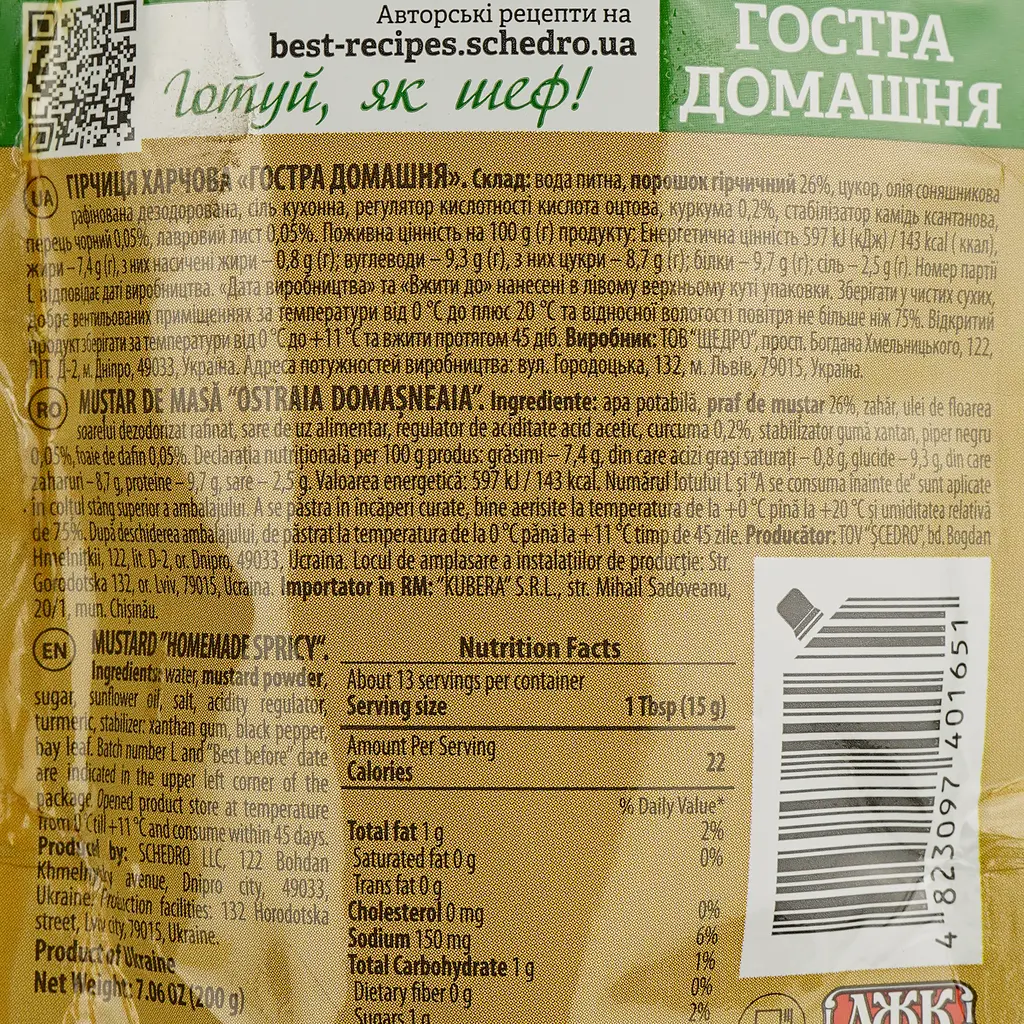 Авторські рецепти на
best-recipes.schedro.ua
Готуй, як шеф!
ГОСТРА
ДОМАШНЯ
UA ГІРЧИЦЯ ХАРЧОВА «ГОСТРА ДОМАШНЯ». Склад: вода питна, порошок гірчичний 26%, цукор, олія соняшникова
рафінована дезодорована, сіль кухонна, регулятор кислотності кислота оцтова, куркума 0,2%, стабілізатор камідь ксантанова,
перець чорний 0,05%, лавровий лист 0,05%. Поживна цінність на 100 g (г) продукту: Енергетична цінність 597 kJ (кДж) / 143 kcal ( ккал),
жири – 7,4 g (г), з них насичені жири – 0,8 g (г); вуглеводи – 9,3 g (г), з них цукри – 8,7 g (г); білки – 9,7 g (г); сіль – 2,5 g (г). Номер партії
L відповідає даті виробництва. «Дата виробництва» та «Вжити до» нанесені в лівому верхньому куті упаковки. Зберігати у чистих сухих,
добре вентильованих приміщеннях за температури від 0 °С до плюс 20 °С та відносної вологості повітря не більше ніж 75%. Відкритий
продукт зберігати за температури від 0 °С до +11 °С та вжити протягом 45 діб. Виробник: ТОВ "ЩЕДРО", просп. Богдана Хмельницького, 122,
ЛІТ. Д-2, м. Дніпро, 49033, Україна. Адреса потужностей виробництва: вул. Городоцька, 132, м. Львів, 79015, Україна.
RO MUȘTAR DE MASĂ "OSTRAIA DOMAȘNEAIA". Ingrediente: apa potabilă, praf de muștar 26%, zahăr, ulei de floarea
soarelui dezodorizat rafinat, sare de uz alimentar, regulator de aciditate acid acetic, curcuma 0,2%, stabilizator gumă xantan, piper negru
0,05%, foaie de dafin 0,05%. Declarația nutrițională per 100 g produs: grăsimi – 7,4 g, din care acizi grași saturați – 0,8 g, glucide – 9,3 g, din care
zaharuri – 8,7 g, proteine – 9,7 g, sare – 2,5 g. Valoarea energetică: 597 kJ / 143 kcal. Numărul lotului L și "A se consuma înainte de" sunt aplicate
în colțul stâng superior a ambalajului. A se păstra în încăperi curate, bine aerisite la temperatura de la +0 °C pînă la +20 °C și umiditatea relativă
de 75%. După deschiderea ambalajului, de păstrat la temperatura de la 0 °C până la +11 °C timp de 45 zile. Producător: TOV "ȘCEDRO", bd. Bogdan
Hmelnițkii, 122, lit. D-2, or. Dnipro, 49033, Ucraina. Locul de amplasare a instalațiilor de producție: Str.
Gorodotska 132, or. Lviv, 79015, Ucraina. Importator în RM: "KUBERA" S.R.L., str. Mihail Sadoveanu,
20/1, mun. Chișinău.
EN MUSTARD "HOMEMADE SPRICY".
Ingredients: water, mustard powder,
sugar, sunflower oil, salt, acidity regulator,
turmeric, stabilizer: xanthan gum, black pepper,
bay leaf. Batch number L and "Best before" date
are indicated in the upper left corner of the
package. Opened product store at temperature
from 0 °C till +11 °C and consume within 45 days.
Produced by: SCHEDRO LLC, 122 Bohdan
Khmelnysky avenue, Dnipro city, 49033,
Ukraine. Production facilities: 132 Horodotska
street, Lviv city, 79015, Ukraine.
Product of Ukraine
Net Weight: 7.06 OZ (200 g)
Nutrition Facts
About 13 servings per container
Serving size 1 Tbsp (15 g)
Amount Per Serving
Calories 22
% Daily Value*
Total fat 1 g 2%
Saturated fat 0 g 0%
Trans fat 0 g
Cholesterol 0 mg 0%
Sodium 150 mg 6%
Total Carbohydrate 1 g 1%
Dietary fiber 0 g 0%
Sugars 1 g 2%
4 823097 401651
ЛЖК